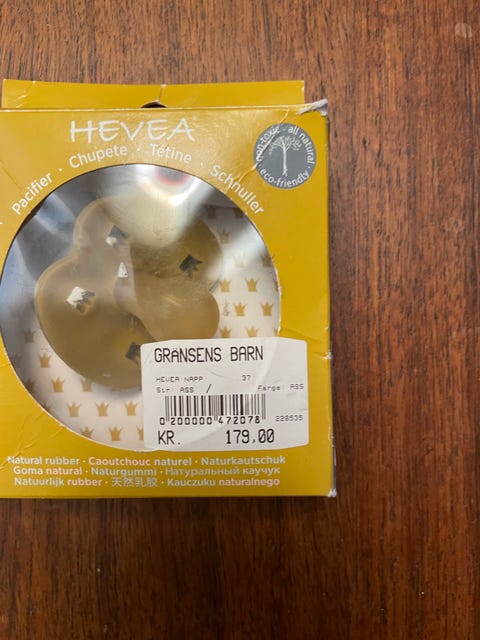 HEVEA
Pacifier · Chupete · Tétine · Schnuller
non-toxic · all natural · eco-friendly ·
GRANSENS BARN
HEVEA NAPP 37
Str: ASS / Farge: ASS
0 200000 472078
228535
KR. 179,00
Natural rubber · Caoutchouc naturel · Naturkautschuk
Goma natural · Naturgummi · Натуральный каучук
Natuurlijk rubber · 天然乳胶 · Kauczuku naturalnego